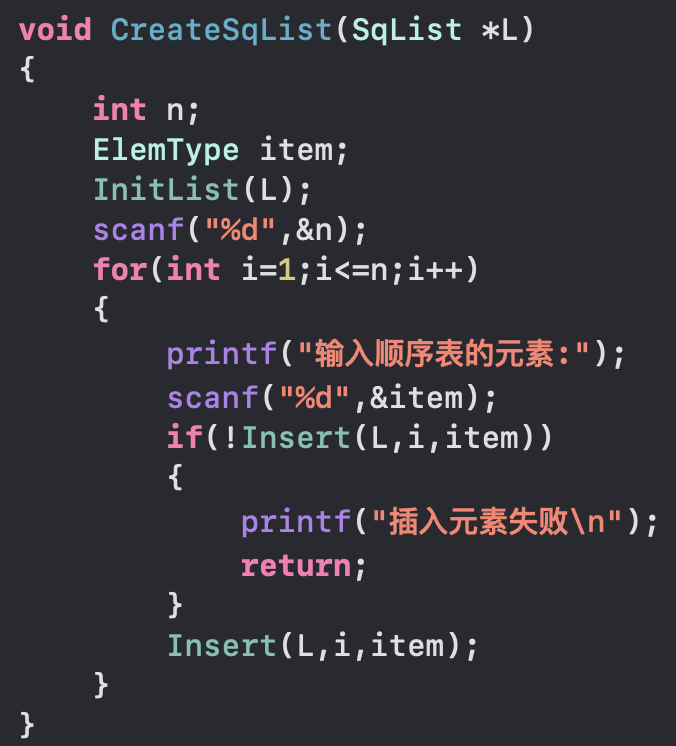 void CreateSqList(SqList *L)
{
    int n;
    ElemType item;
    InitList(L);
    scanf("%d",&n);
    for(int i=1;i<=n;i++)
    {
        printf("输入顺序表的元素:");
        scanf("%d",&item);
        if(!Insert(L,i,item))
        {
            printf("插入元素失败\n");
            return;
        }
        Insert(L,i,item);
    }
}